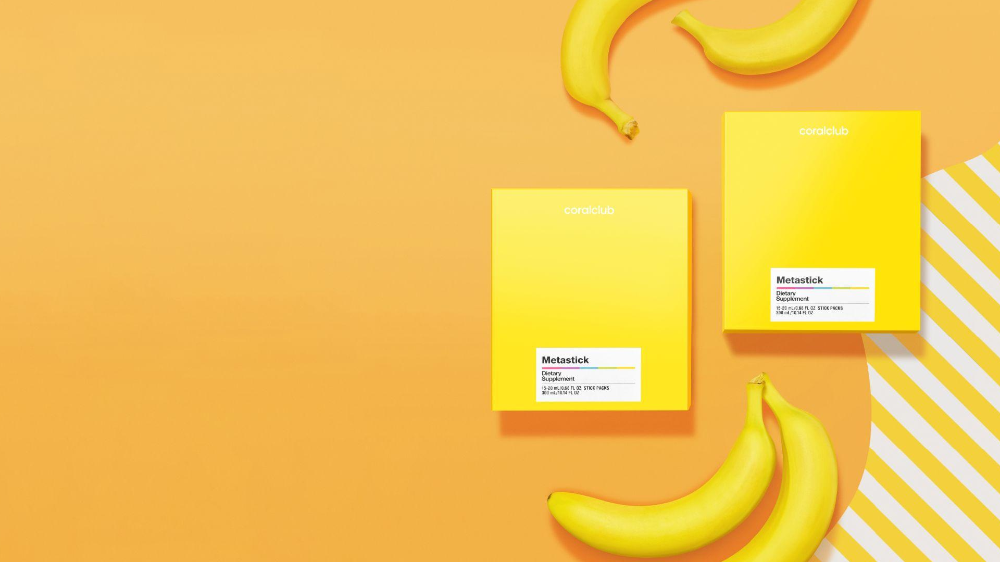 coralclub
Metastick
Dietary
Supplement
15-20 mL/0.68 FL OZ STICK PACKS
300 mL/10.14 FL OZ
coralclub
Metastick
Dietary
Supplement
15-20 mL/0.68 FL OZ STICK PACKS
300 mL/10.14 FL OZ